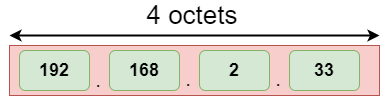 4 octets
192 . 168 . 2 . 33